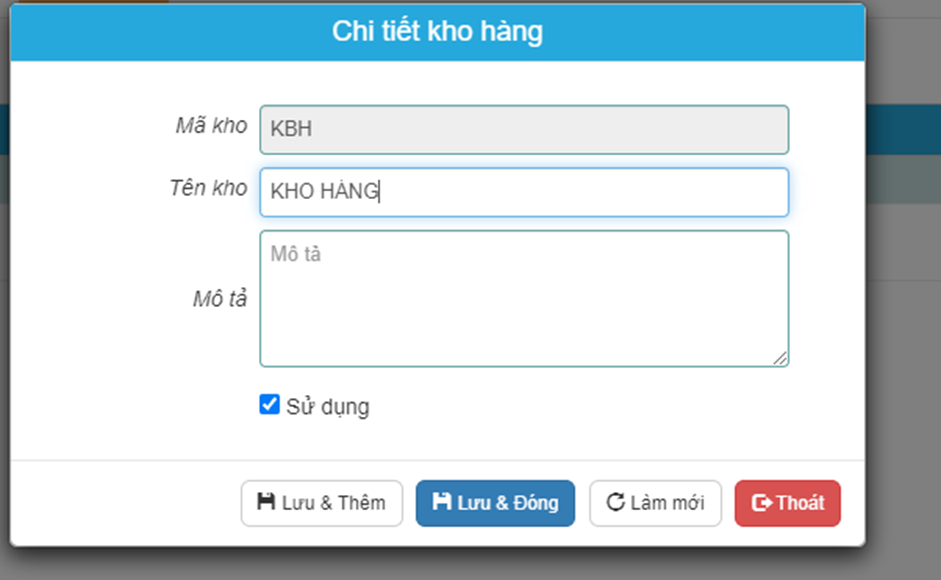 Chi tiết kho hàng
Mã kho KBH
Tên kho KHO HÀNG
Mô tả Mô tả
Sử dụng
Lưu & Thêm Lưu & Đóng Làm mới Thoát